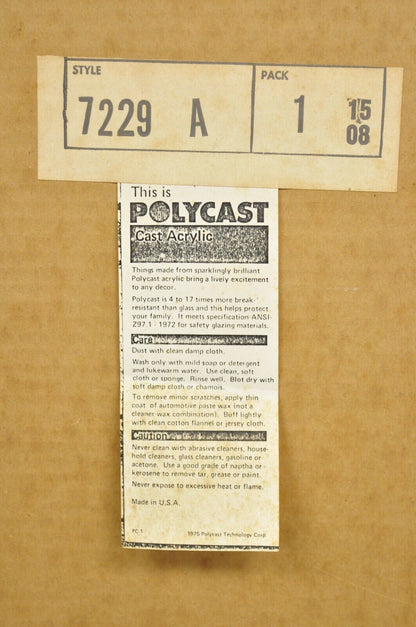 STYLE
PACK
7229 A
1
15
08
This is
POLYCAST
Cast Acrylic
Things made from sparklingly brilliant
Polycast acrylic bring a lively excitement
to any decor.
Polycast is 4 to 17 times more break-
resistant than glass and this helps protect
your family. It meets specification ANSI-
Z97.1 - 1972 for safety glazing materials.
Care
Dust with clean damp cloth.
Wash only with mild soap or detergent
and lukewarm water. Use clean, soft
cloth or sponge. Rinse well. Blot dry with
soft damp cloth or chamois.
To remove minor scratches, apply thin
coat of automotive paste wax (not a
cleaner wax combination). Buff lightly
with clean cotton flannel or jersey cloth.
Caution
Never clean with abrasive cleaners, house-
hold cleaners, glass cleaners, gasoline or
acetone. Use a good grade of naptha or
kerosene to remove tar, grease or paint.
Never expose to excessive heat or flame.
Made in U.S.A.
PC-1
1975 Polycast Technology Corp.